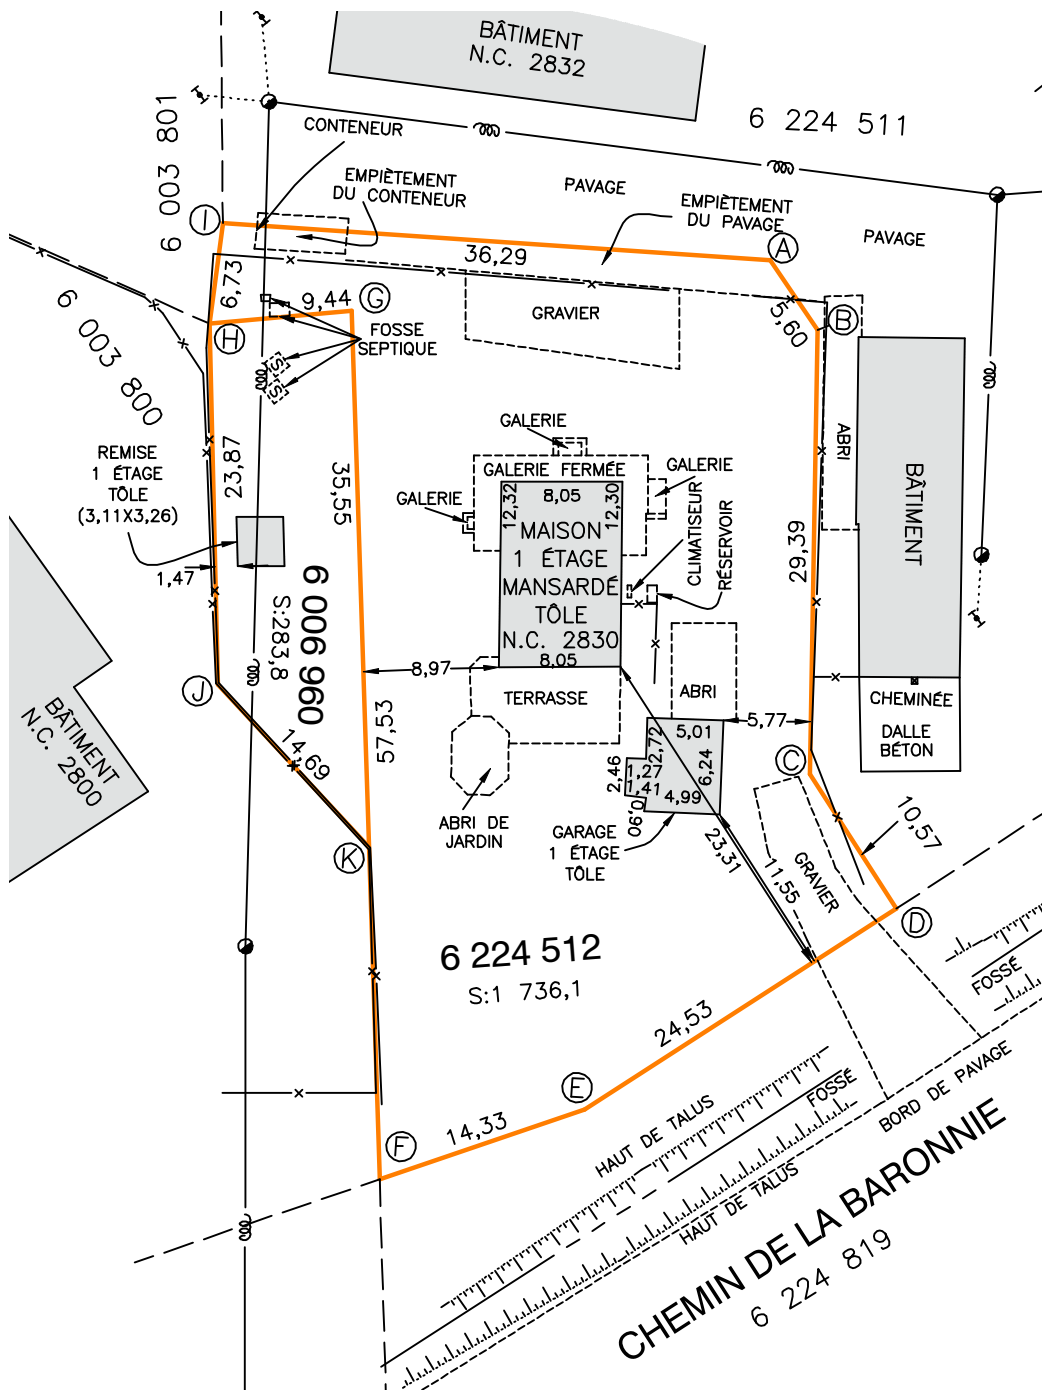 BÂTIMENT
N.C. 2832
6 224 511
6 003 801
CONTENEUR
EMPIÈTEMENT
DU CONTENEUR
PAVAGE
EMPIÈTEMENT
DU PAVAGE
PAVAGE
I
A
36,29
6,73
9,44
G
H
GRAVIER
5,60
B
FOSSE
SEPTIQUE
S
S
6 003 800
REMISE
1 ÉTAGE
TÔLE
(3,11X3,26)
23,87
35,55
1,47
GALERIE
GALERIE FERMÉE
GALERIE
GALERIE
12,32
8,05
12,30
MAISON
1 ÉTAGE
MANSARDÉ
TÔLE
N.C. 2830
8,05
CLIMATISEUR
RÉSERVOIR
ABRI
BÂTIMENT
29,39
6 006 960
S:283,8
8,97
TERRASSE
ABRI
5,77
CHEMINÉE
DALLE
BÉTON
J
BÂTIMENT
N.C. 2800
14,69
57,53
5,01
2,72
6,24
2,46
1,27
1,41
4,99
0,90
C
ABRI DE
JARDIN
GARAGE
1 ÉTAGE
TÔLE
23,31
11,55
GRAVIER
10,57
K
D
6 224 512
S:1 736,1
FOSSÉ
24,53
E
14,33
F
HAUT DE TALUS
FOSSÉ
HAUT DE TALUS
BORD DE PAVAGE
CHEMIN DE LA BARONNIE
6 224 819